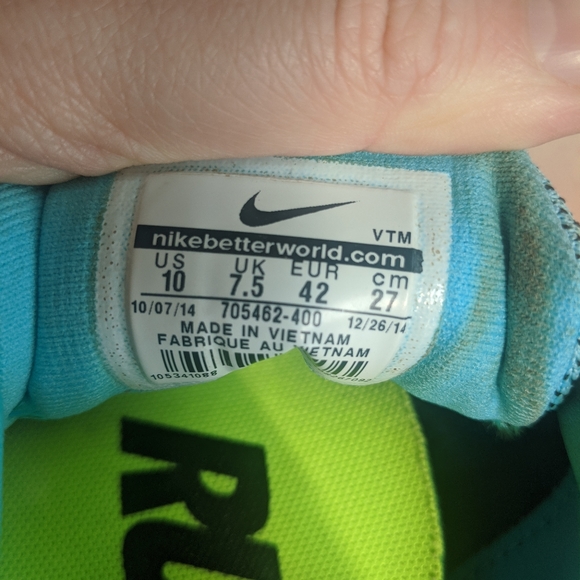 VTM
nikebetterworld.com
US UK EUR cm
10 7.5 42 27
10/07/14 705462-400 12/26/14
MADE IN VIETNAM
FABRIQUE AU VIETNAM